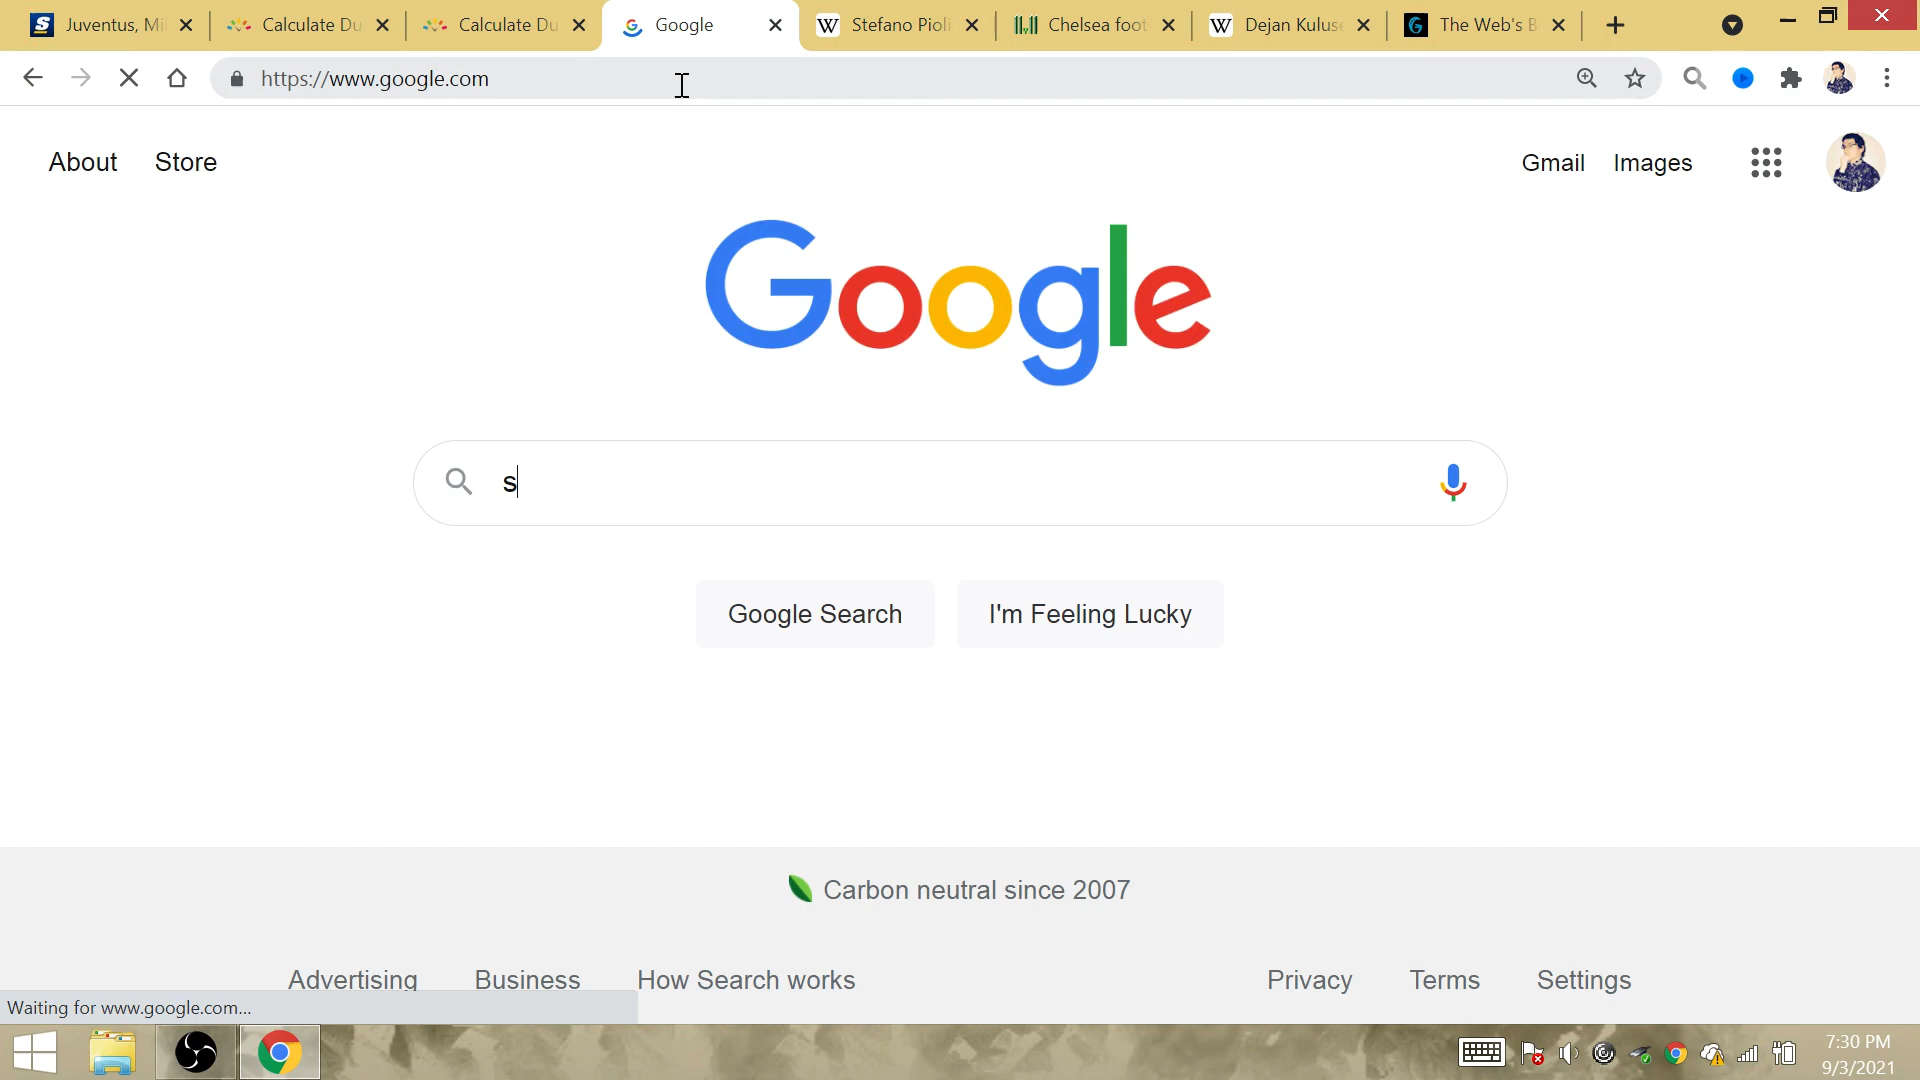 Juventus, Mi
Calculate Du
Calculate Du
Google
Stefano Pioli
Chelsea foot
Dejan Kuluse
The Web's B
https://www.google.com
About Store
Gmail Images
Google
s
Google Search I'm Feeling Lucky
Carbon neutral since 2007
Advertising Business How Search works
Privacy Terms Settings
Waiting for www.google.com...
7:30 PM
9/3/2021